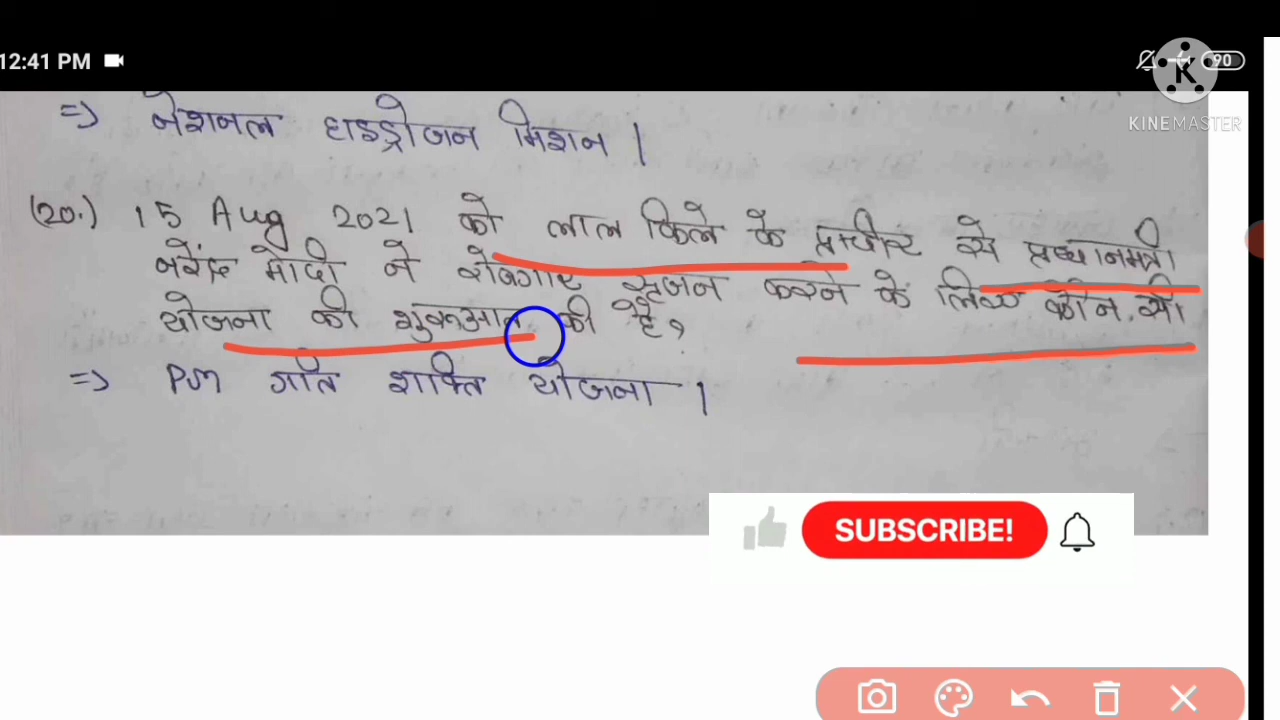 12:41 PM
90
K
KINEMASTER
=> नेशनल हाइड्रोजन मिशन |
(20.) 15 Aug 2021 को लाल किले के प्राचीर से प्रधानमंत्री
नरेंद्र मोदी ने रोजगार सृजन करने के लिए कौन सी
योजना की शुरूआत की है?
=> PM गति शक्ति योजना |
SUBSCRIBE!